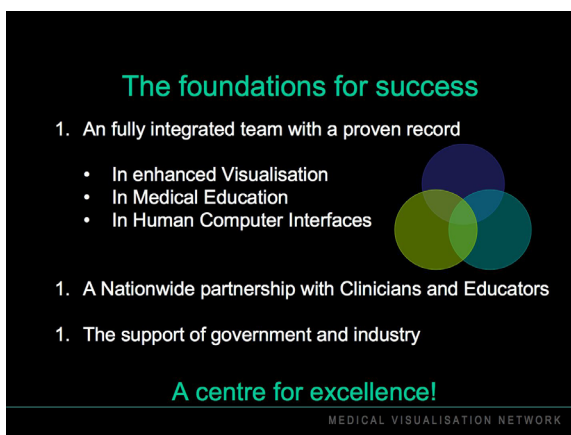 The foundations for success
1. An fully integrated team with a proven record
• In enhanced Visualisation
• In Medical Education
• In Human Computer Interfaces
1. A Nationwide partnership with Clinicians and Educators
1. The support of government and industry
A centre for excellence!
MEDICAL VISUALISATION NETWORK